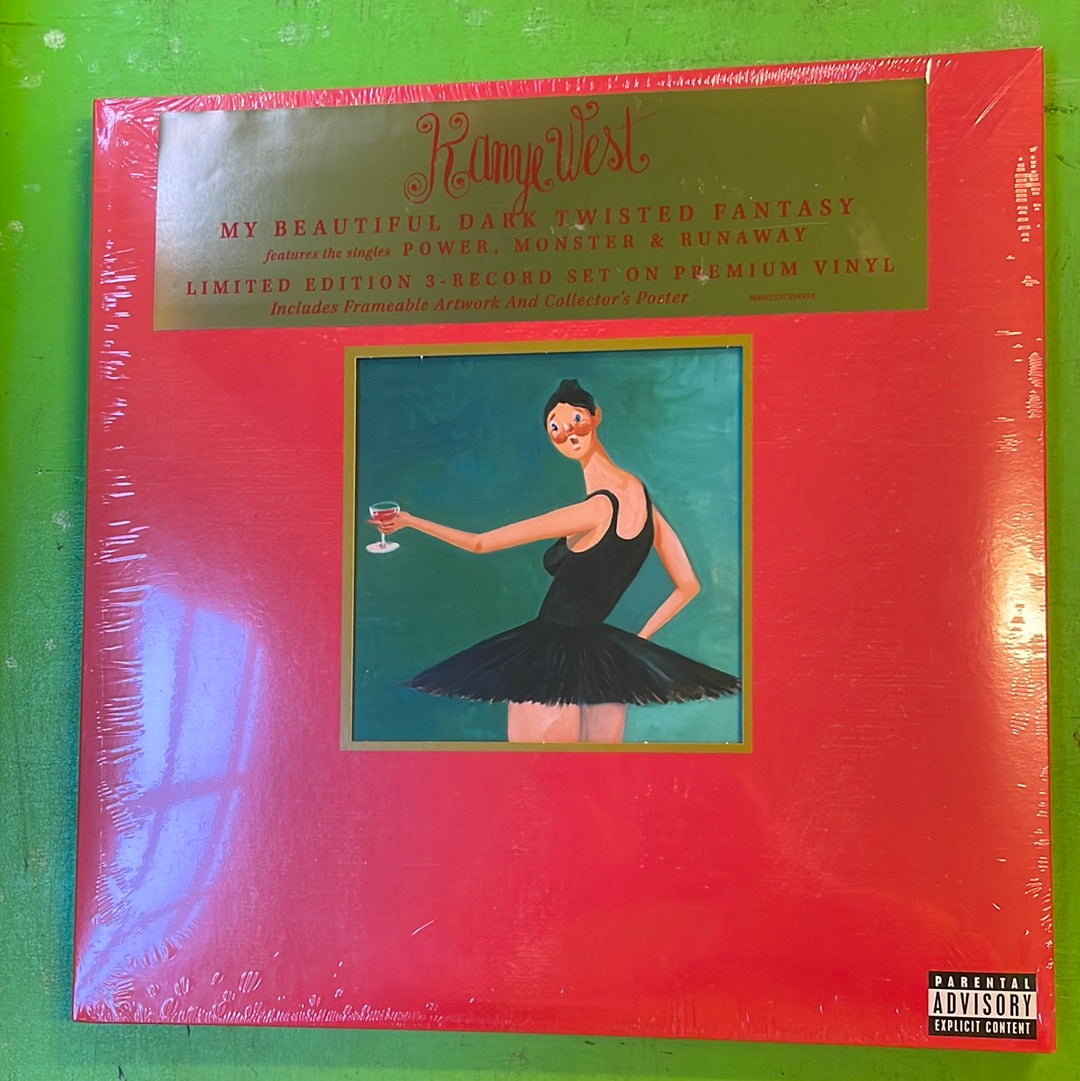 Kanye West
MY BEAUTIFUL DARK TWISTED FANTASY
features the singles POWER, MONSTER & RUNAWAY
LIMITED EDITION 3-RECORD SET ON PREMIUM VINYL
Includes Frameable Artwork And Collector's Poster
PARENTAL
ADVISORY
EXPLICIT CONTENT